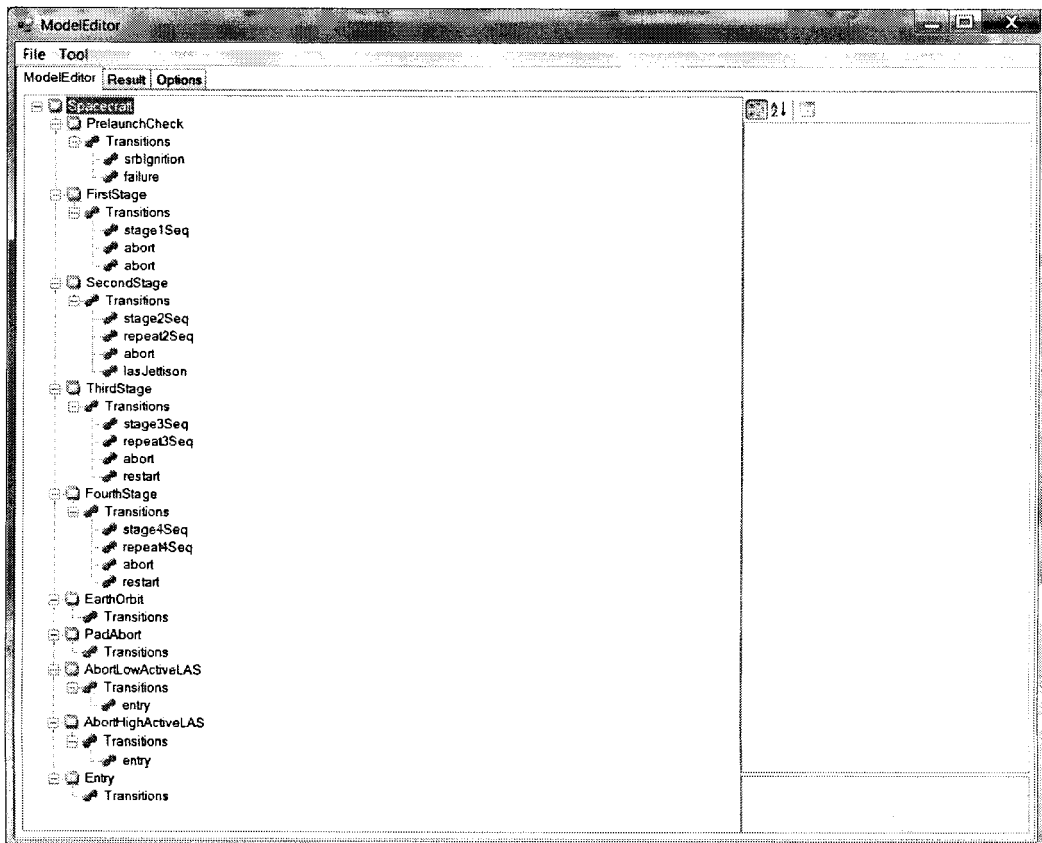 ModelEditor
File Tool
ModelEditor Result Options
Spacecraft
PrelaunchCheck
Transitions
srbIgnition
failure
FirstStage
Transitions
stage1Seq
abort
abort
SecondStage
Transitions
stage2Seq
repeat2Seq
abort
lasJettison
ThirdStage
Transitions
stage3Seq
repeat3Seq
abort
restart
FourthStage
Transitions
stage4Seq
repeat4Seq
abort
restart
EarthOrbit
Transitions
PadAbort
Transitions
AbortLowActiveLAS
Transitions
entry
AbortHighActiveLAS
Transitions
entry
Entry
Transitions